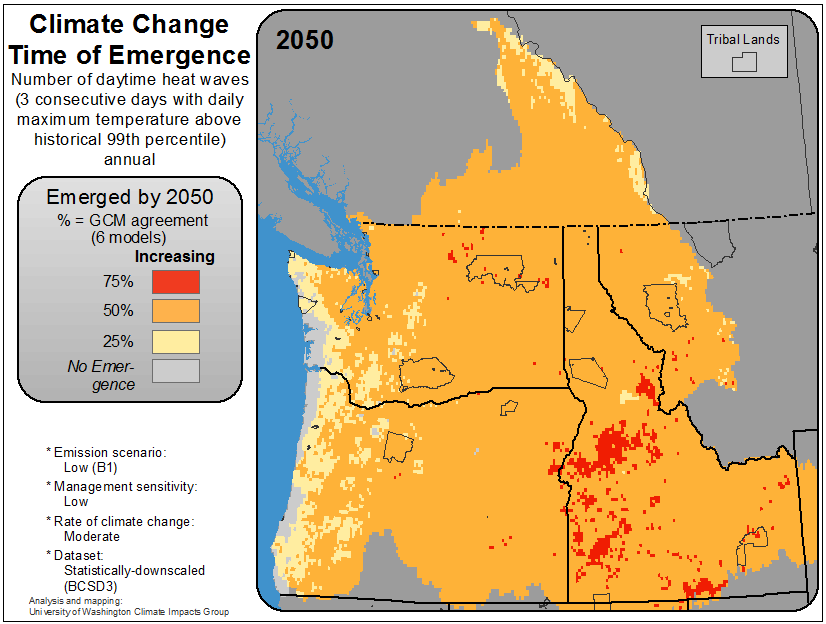 Climate Change
Time of Emergence
Number of daytime heat waves
(3 consecutive days with daily
maximum temperature above
historical 99th percentile)
annual
Emerged by 2050
% = GCM agreement
(6 models)
Increasing
75%
50%
25%
No Emer-
gence
* Emission scenario:
Low (B1)
* Management sensitivity:
Low
* Rate of climate change:
Moderate
* Dataset:
Statistically-downscaled
(BCSD3)
Analysis and mapping:
University of Washington Climate Impacts Group
2050
Tribal Lands